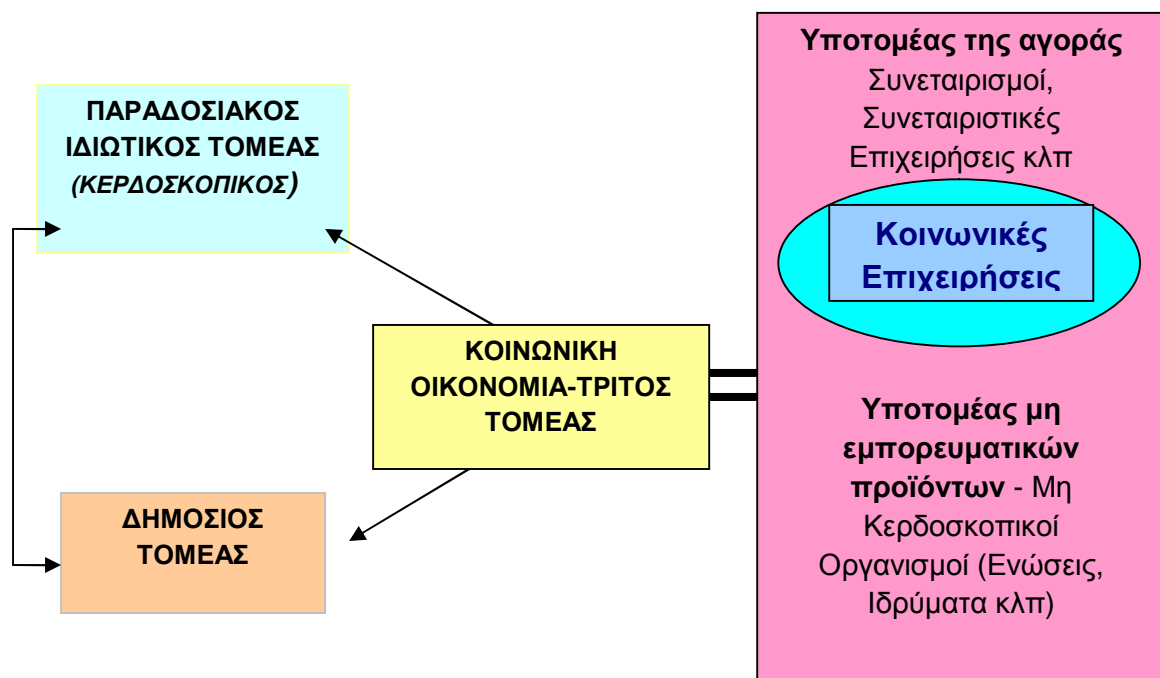 ΠΑΡΑΔΟΣΙΑΚΟΣ
ΙΔΙΩΤΙΚΟΣ ΤΟΜΕΑΣ
(ΚΕΡΔΟΣΚΟΠΙΚΟΣ)
ΔΗΜΟΣΙΟΣ
ΤΟΜΕΑΣ
ΚΟΙΝΩΝΙΚΗ
ΟΙΚΟΝΟΜΙΑ-ΤΡΙΤΟΣ
ΤΟΜΕΑΣ
Υποτομέας της αγοράς
Συνεταιρισμοί,
Συνεταιριστικές
Επιχειρήσεις κλπ
Κοινωνικές
Επιχειρήσεις
Υποτομέας μη
εμπορευματικών
προϊόντων - Μη
Κερδοσκοπικοί
Οργανισμοί (Ενώσεις,
Ιδρύματα κλπ)